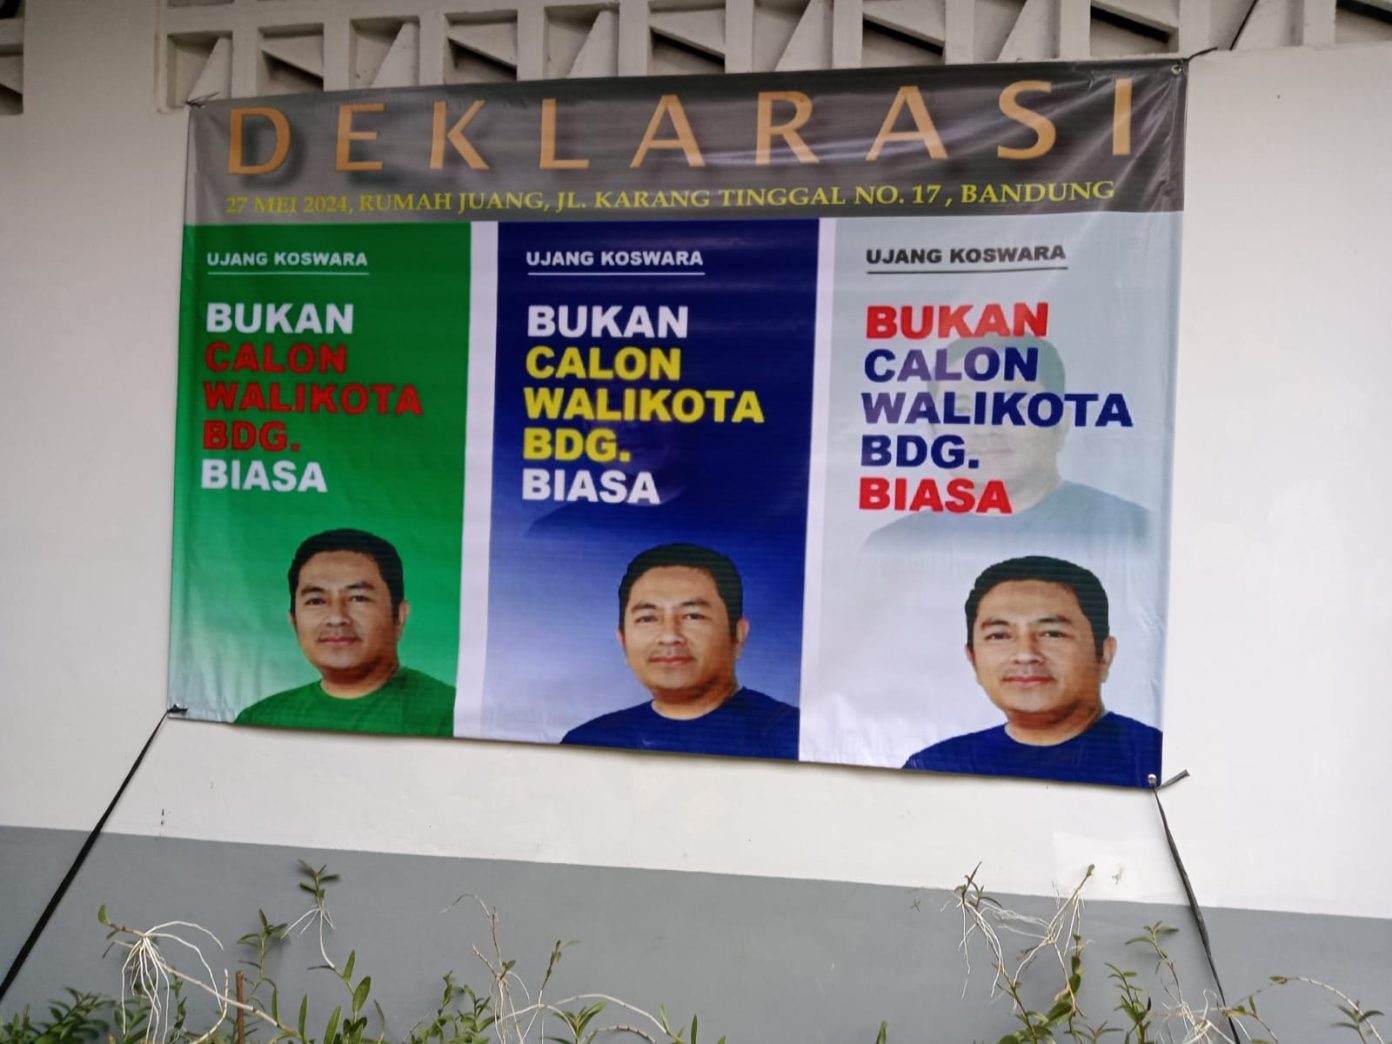 DEKLARASI
27 MEI 2024, RUMAH JUANG, JL. KARANG TINGGAL NO. 17, BANDUNG
UJANG KOSWARA
BUKAN
CALON
WALIKOTA
BDG.
BIASA
UJANG KOSWARA
BUKAN
CALON
WALIKOTA
BDG.
BIASA
UJANG KOSWARA
BUKAN
CALON
WALIKOTA
BDG.
BIASA